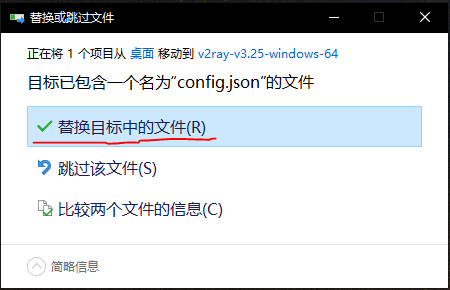 替换或跳过文件
正在将 1 个项目从 桌面 移动到 v2ray-v3.25-windows-64
目标已包含一个名为"config.json"的文件
替换目标中的文件(R)
跳过该文件(S)
比较两个文件的信息(C)
简略信息